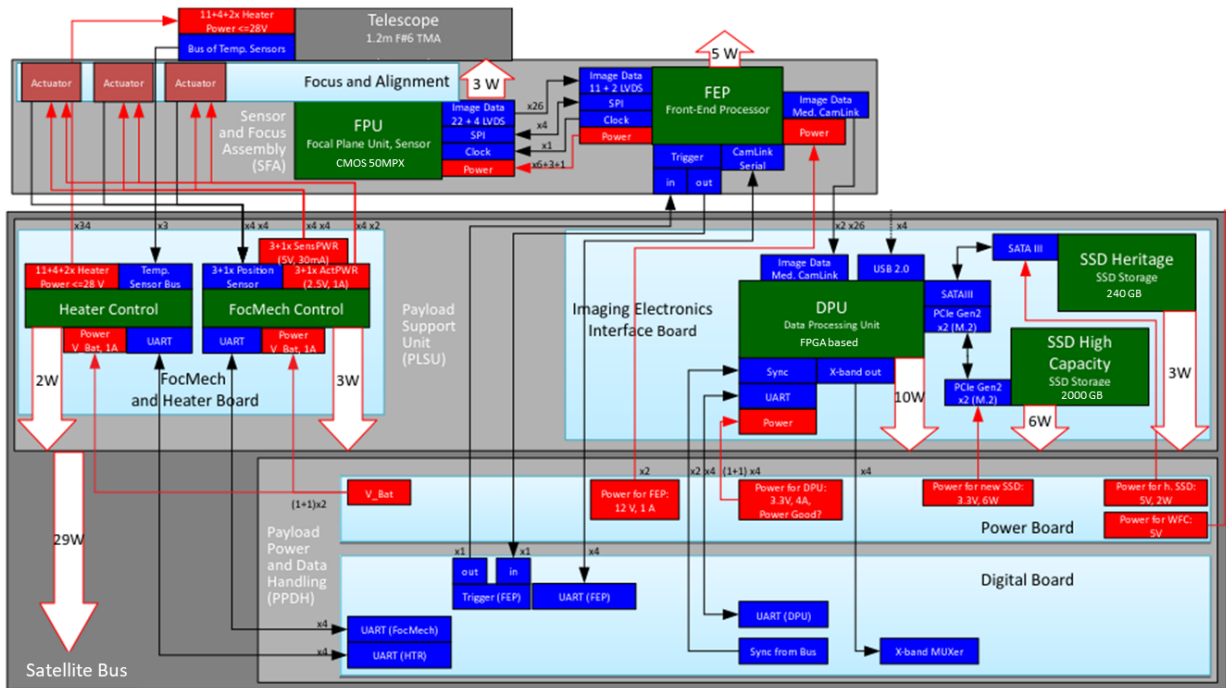 11+4+2x Heater
Power <=28V
Bus of Temp. Sensors
Telescope
1.2m F#6 TMA
Actuator
Actuator
Actuator
Focus and Alignment
3 W
5 W
Sensor
and Focus
Assembly
(SFA)
FPU
Focal Plane Unit, Sensor
CMOS 50MPX
Image Data
22 + 4 LVDS
SPI
Clock
Power
x26
x4
x1
x6+3+1
Image Data
11 + 2 LVDS
SPI
Clock
Power
FEP
Front-End Processor
Image Data
Med. CamLink
Power
Trigger
CamLink
Serial
in
out
x34
x3
x4 x4
x4 x4
x4 x2
x2 x26
x4
3+1x SensPWR
(5V, 30mA)
11+4+2x Heater
Power <=28 V
Temp.
Sensor Bus
3+1x Position
Sensor
3+1x ActPWR
(2.5V, 1A)
Heater Control
FocMech Control
Power
V_Bat, 1A
UART
UART
Power
V_Bat, 1A
2W
3W
FocMech
and Heater Board
Payload
Support
Unit
(PLSU)
Imaging Electronics
Interface Board
Image Data
Med. CamLink
USB 2.0
DPU
Data Processing Unit
FPGA based
SATAIII
PCIe Gen2
x2 (M.2)
SATA III
SSD Heritage
SSD Storage
240 GB
SSD High
Capacity
SSD Storage
2000 GB
PCIe Gen2
x2 (M.2)
Sync
X-band out
UART
Power
10W
6W
3W
29W
(1+1)x2
V_Bat
x2
Power for FEP:
12 V, 1 A
x2 x4
(1+1) x4
Power for DPU:
3.3V, 4A,
Power Good?
x4
Power for new SSD:
3.3V, 6W
Power for h. SSD:
5V, 2W
Power for WFC:
5V
Power Board
Payload
Power
and Data
Handling
(PPDH)
x1
x1
x4
out
in
Trigger (FEP)
UART (FEP)
Digital Board
x4
UART (FocMech)
x4
UART (HTR)
UART (DPU)
Sync from Bus
X-band MUXer
Satellite Bus